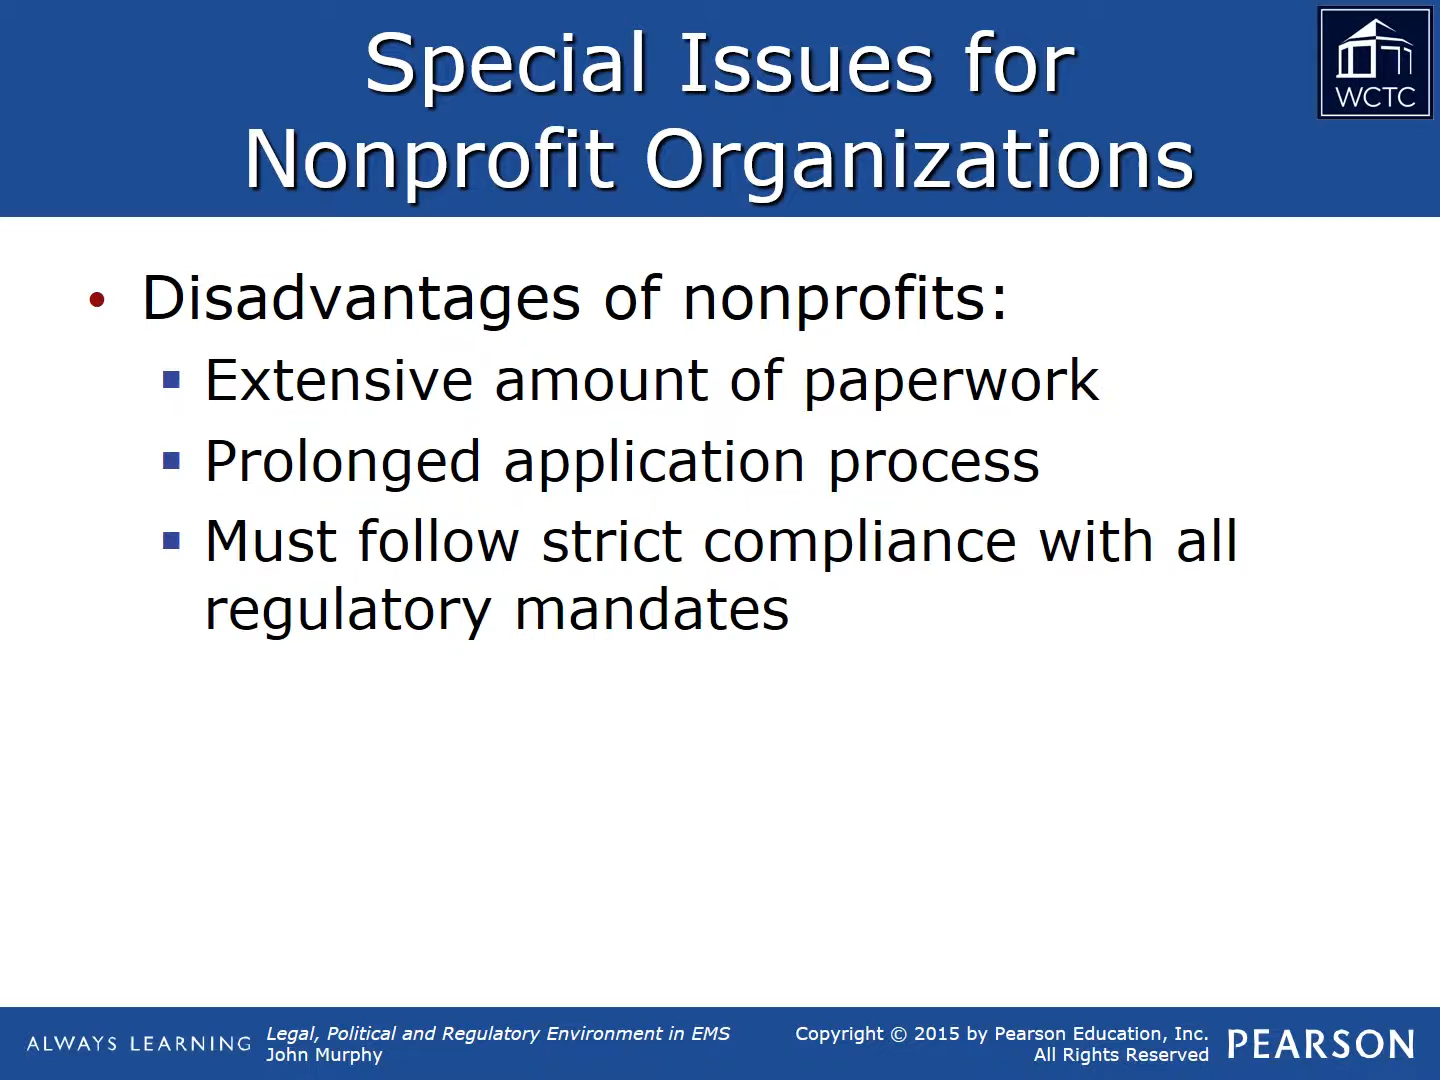 Special Issues for
Nonprofit Organizations
WCTC
• Disadvantages of nonprofits:
▪ Extensive amount of paperwork
▪ Prolonged application process
▪ Must follow strict compliance with all
regulatory mandates
ALWAYS LEARNING
Legal, Political and Regulatory Environment in EMS
John Murphy
Copyright © 2015 by Pearson Education, Inc.
All Rights Reserved
PEARSON